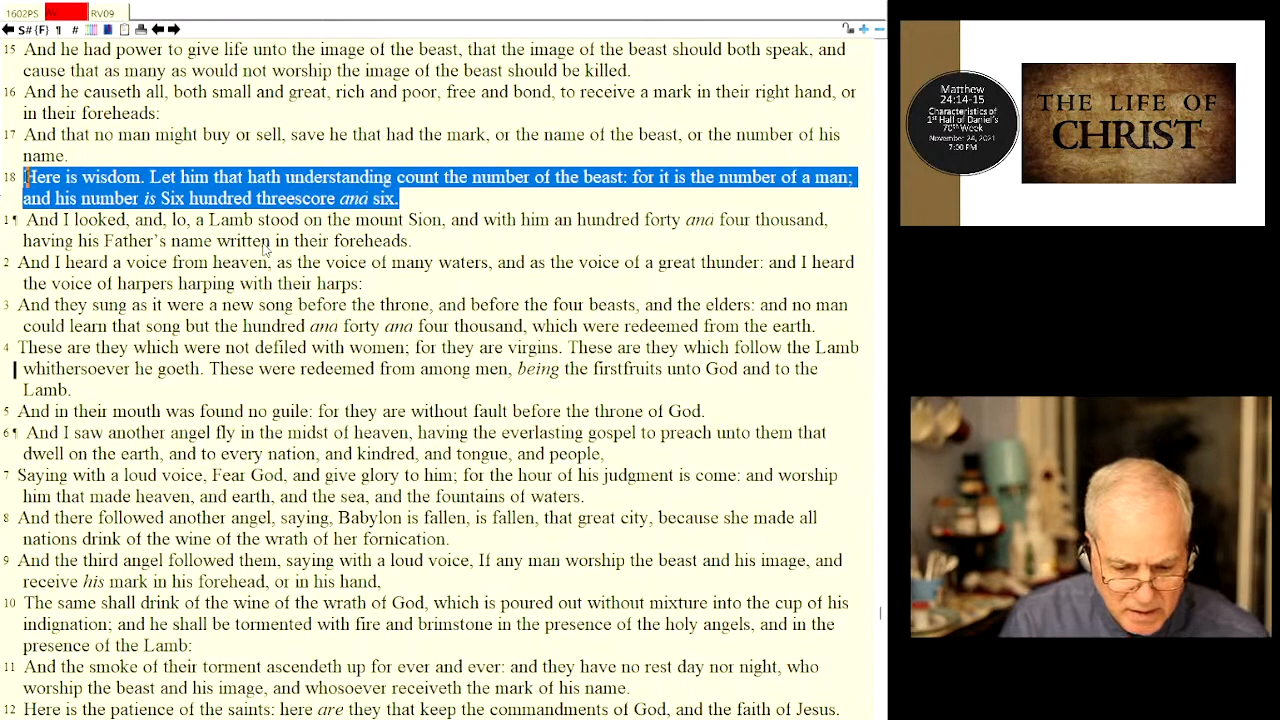 1602PS
RV09
S# {F} ¶ #
15 And he had power to give life unto the image of the beast, that the image of the beast should both speak, and
cause that as many as would not worship the image of the beast should be killed.
16 And he causeth all, both small and great, rich and poor, free and bond, to receive a mark in their right hand, or
in their foreheads:
17 And that no man might buy or sell, save he that had the mark, or the name of the beast, or the number of his
name.
18 Here is wisdom. Let him that hath understanding count the number of the beast: for it is the number of a man;
and his number is Six hundred threescore and six.
1¶ And I looked, and, lo, a Lamb stood on the mount Sion, and with him an hundred forty and four thousand,
having his Father's name written in their foreheads.
2 And I heard a voice from heaven, as the voice of many waters, and as the voice of a great thunder: and I heard
the voice of harpers harping with their harps:
3 And they sung as it were a new song before the throne, and before the four beasts, and the elders: and no man
could learn that song but the hundred and forty and four thousand, which were redeemed from the earth.
4 These are they which were not defiled with women; for they are virgins. These are they which follow the Lamb
whithersoever he goeth. These were redeemed from among men, being the firstfruits unto God and to the
Lamb.
5 And in their mouth was found no guile: for they are without fault before the throne of God.
6¶ And I saw another angel fly in the midst of heaven, having the everlasting gospel to preach unto them that
dwell on the earth, and to every nation, and kindred, and tongue, and people,
7 Saying with a loud voice, Fear God, and give glory to him; for the hour of his judgment is come: and worship
him that made heaven, and earth, and the sea, and the fountains of waters.
8 And there followed another angel, saying, Babylon is fallen, is fallen, that great city, because she made all
nations drink of the wine of the wrath of her fornication.
9 And the third angel followed them, saying with a loud voice, If any man worship the beast and his image, and
receive his mark in his forehead, or in his hand,
10 The same shall drink of the wine of the wrath of God, which is poured out without mixture into the cup of his
indignation; and he shall be tormented with fire and brimstone in the presence of the holy angels, and in the
presence of the Lamb:
11 And the smoke of their torment ascendeth up for ever and ever: and they have no rest day nor night, who
worship the beast and his image, and whosoever receiveth the mark of his name.
12 Here is the patience of the saints: here are they that keep the commandments of God, and the faith of Jesus.
Matthew
24:14-15
Characteristics of
1st Half of Daniel's
70th Week
November 24, 2021
7:00 PM
THE LIFE OF
CHRIST